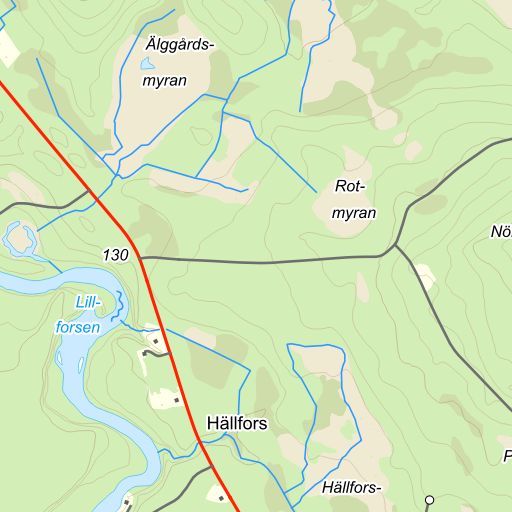 Älggårds-
myran
Rot-
myran
130
Lill-
forsen
Hällfors
Hällfors-